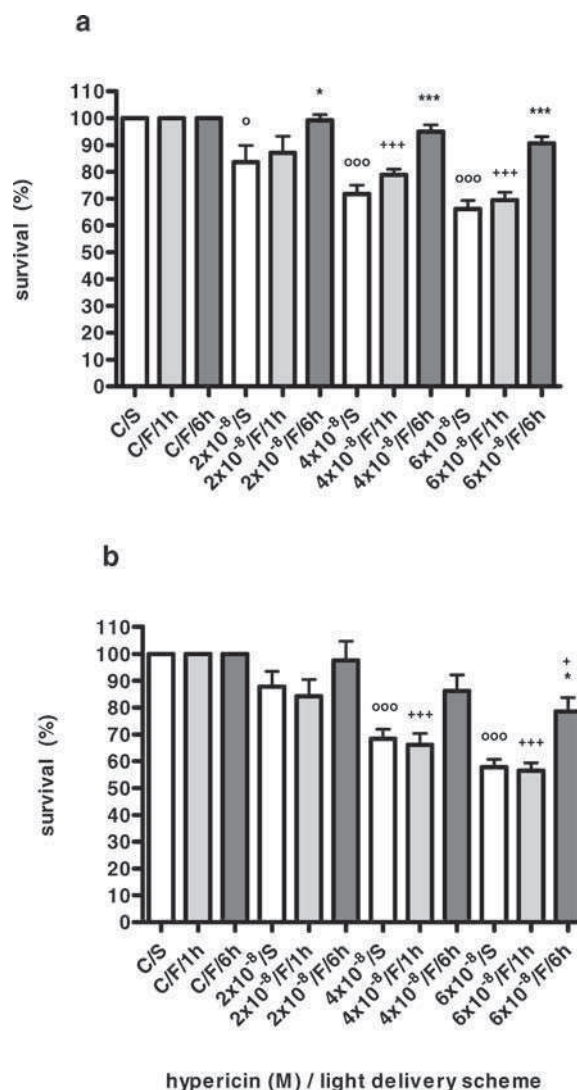 a
survival (%)
110
100
90
80
70
60
50
40
30
20
10
0
o
*
ooo
+++
***
ooo
+++
***
C/S
C/F/1h
C/F/6h
2x10⁻⁸/S
2x10⁻⁸/F/1h
2x10⁻⁸/F/6h
4x10⁻⁸/S
4x10⁻⁸/F/1h
4x10⁻⁸/F/6h
6x10⁻⁸/S
6x10⁻⁸/F/1h
6x10⁻⁸/F/6h
b
survival (%)
110
100
90
80
70
60
50
40
30
20
10
0
ooo
+++
ooo
+++
+
*
C/S
C/F/1h
C/F/6h
2x10⁻⁸/S
2x10⁻⁸/F/1h
2x10⁻⁸/F/6h
4x10⁻⁸/S
4x10⁻⁸/F/1h
4x10⁻⁸/F/6h
6x10⁻⁸/S
6x10⁻⁸/F/1h
6x10⁻⁸/F/6h
hypericin (M) / light delivery scheme